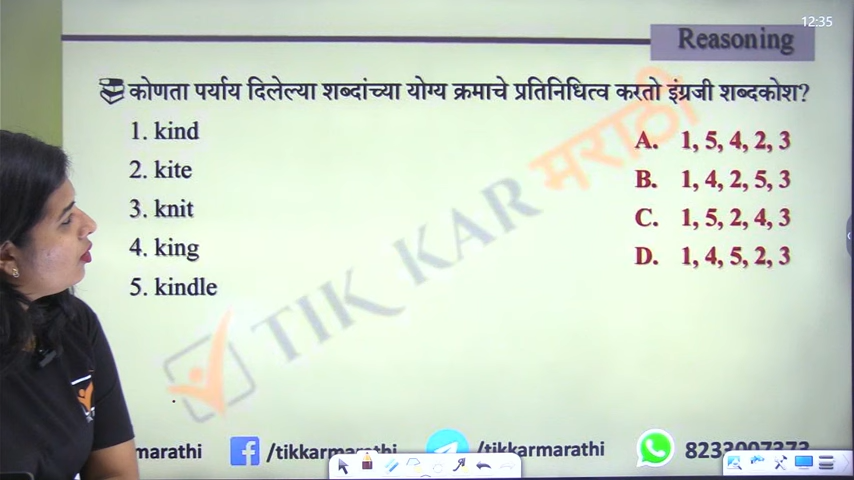 12:35
Reasoning
कोणता पर्याय दिलेल्या शब्दांच्या योग्य क्रमाचे प्रतिनिधित्व करतो इंग्रजी शब्दकोश?
1. kind
2. kite
3. knit
4. king
5. kindle
A. 1, 5, 4, 2, 3
B. 1, 4, 2, 5, 3
C. 1, 5, 2, 4, 3
D. 1, 4, 5, 2, 3
TIK KAR मराठी
marathi
/tikkarmarathi
/tikkarmarathi